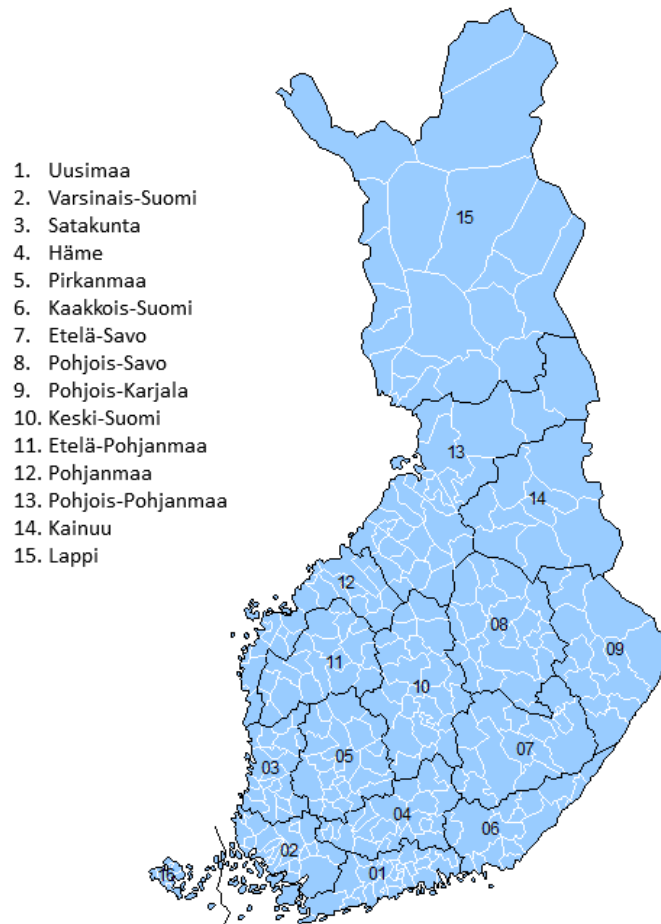 1. Uusimaa
2. Varsinais-Suomi
3. Satakunta
4. Häme
5. Pirkanmaa
6. Kaakkois-Suomi
7. Etelä-Savo
8. Pohjois-Savo
9. Pohjois-Karjala
10. Keski-Suomi
11. Etelä-Pohjanmaa
12. Pohjanmaa
13. Pohjois-Pohjanmaa
14. Kainuu
15. Lappi
15
13
14
12
08
09
11
10
07
05
03
04
06
02
01
16